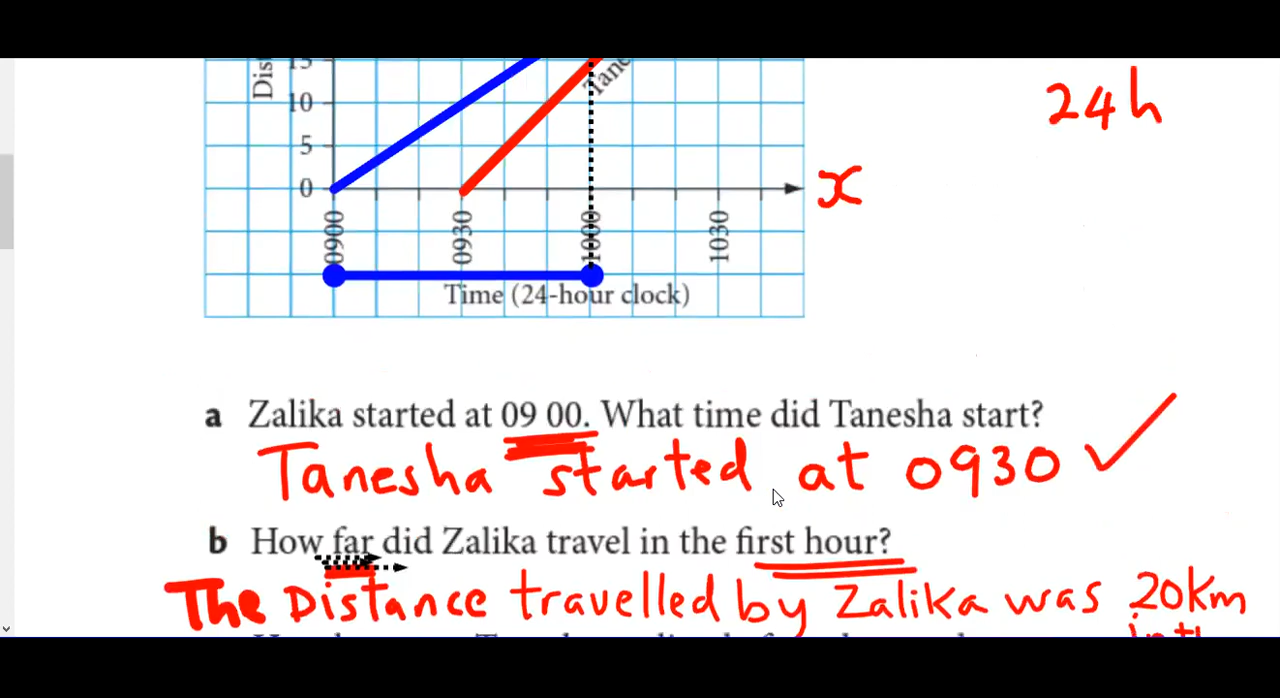 15
Dis
Tane
24h
10
5
0
x
0900
0930
1000
1030
Time (24-hour clock)
a Zalika started at 09 00. What time did Tanesha start?
Tanesha started at 0930 ✓
b How far did Zalika travel in the first hour?
The Distance travelled by Zalika was 20km